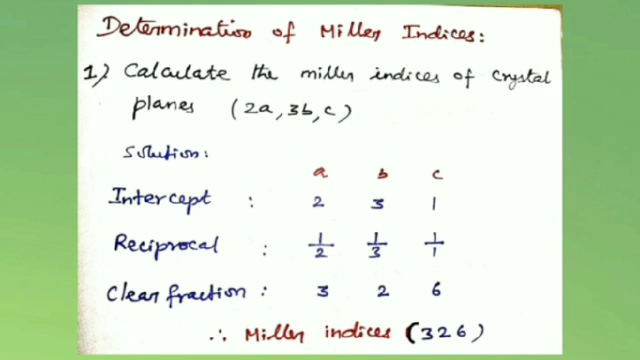 Determination of Miller Indices:
1) Calculate the miller indices of crystal
planes (2a, 3b, c)
Solution:
a b c
Intercept : 2 3 1
Reciprocal : 1/2 1/3 1/1
Clear fraction : 3 2 6
∴ Miller indices (326)